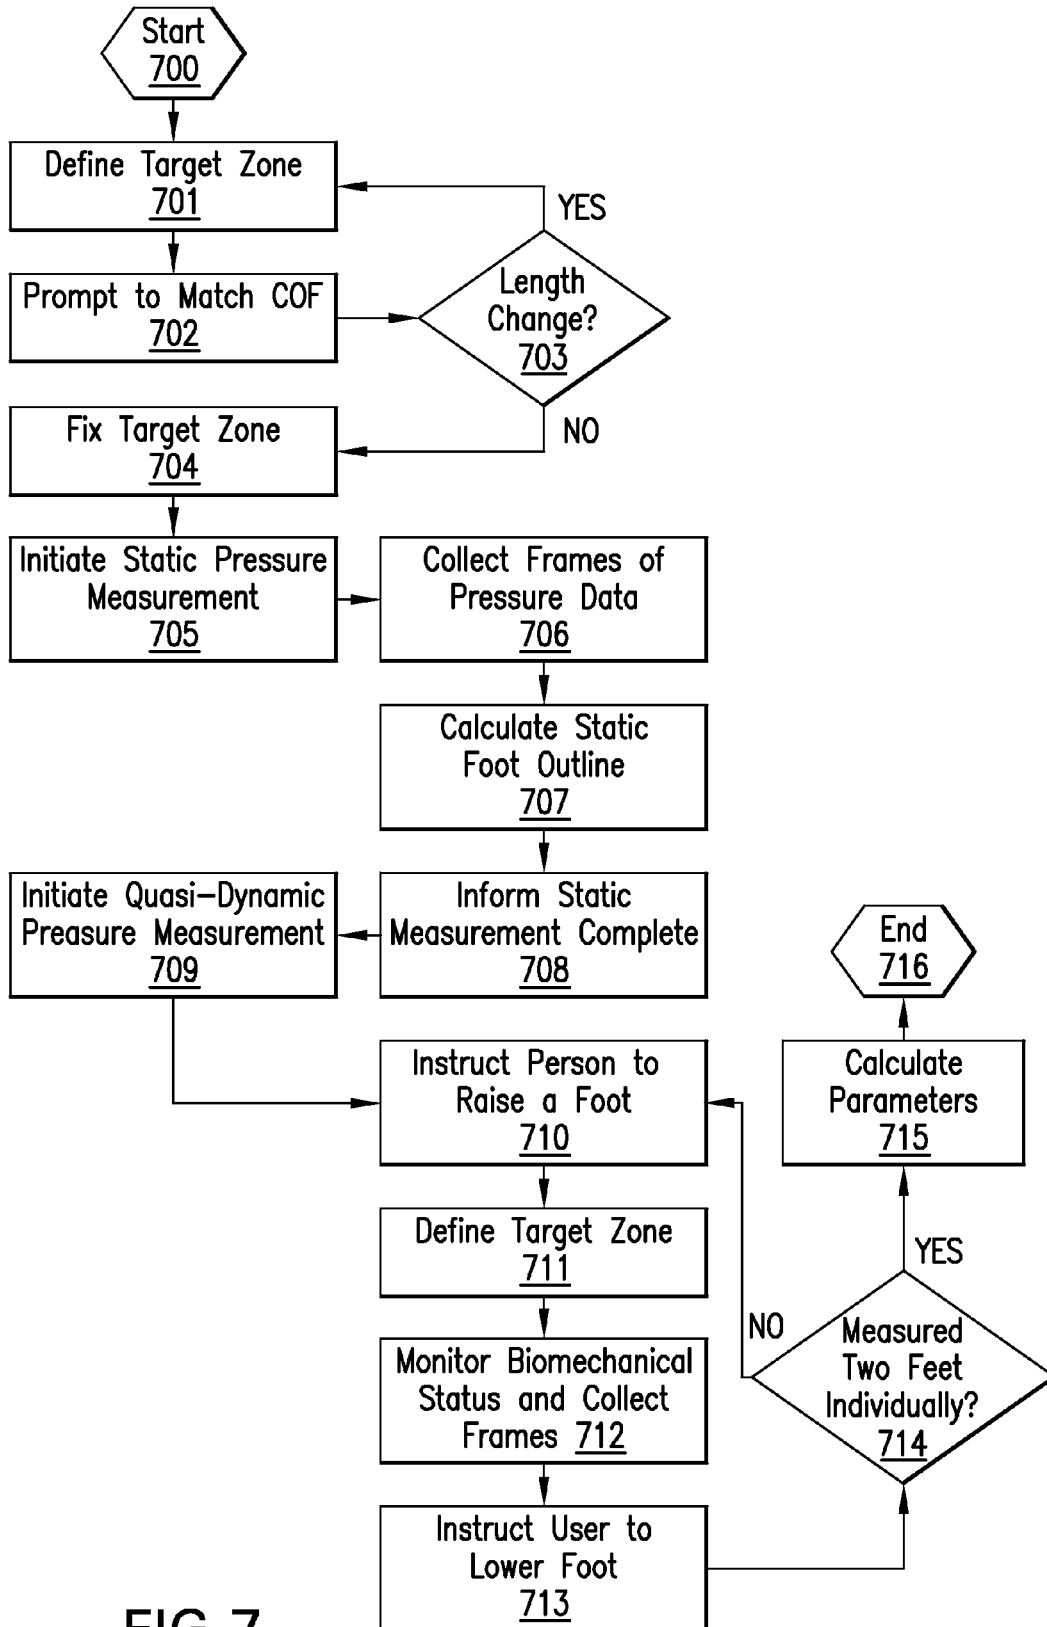 Start
700
Define Target Zone
701
YES
Prompt to Match COF
702
Length
Change?
703
NO
Fix Target Zone
704
Initiate Static Pressure
Measurement
705
Collect Frames of
Pressure Data
706
Calculate Static
Foot Outline
707
Inform Static
Measurement Complete
708
Initiate Quasi-Dynamic
Preasure Measurement
709
Instruct Person to
Raise a Foot
710
Define Target Zone
711
Monitor Biomechanical
Status and Collect
Frames 712
Instruct User to
Lower Foot
713
Measured
Two Feet
Individually?
714
NO
YES
Calculate
Parameters
715
End
716
FIG. 7